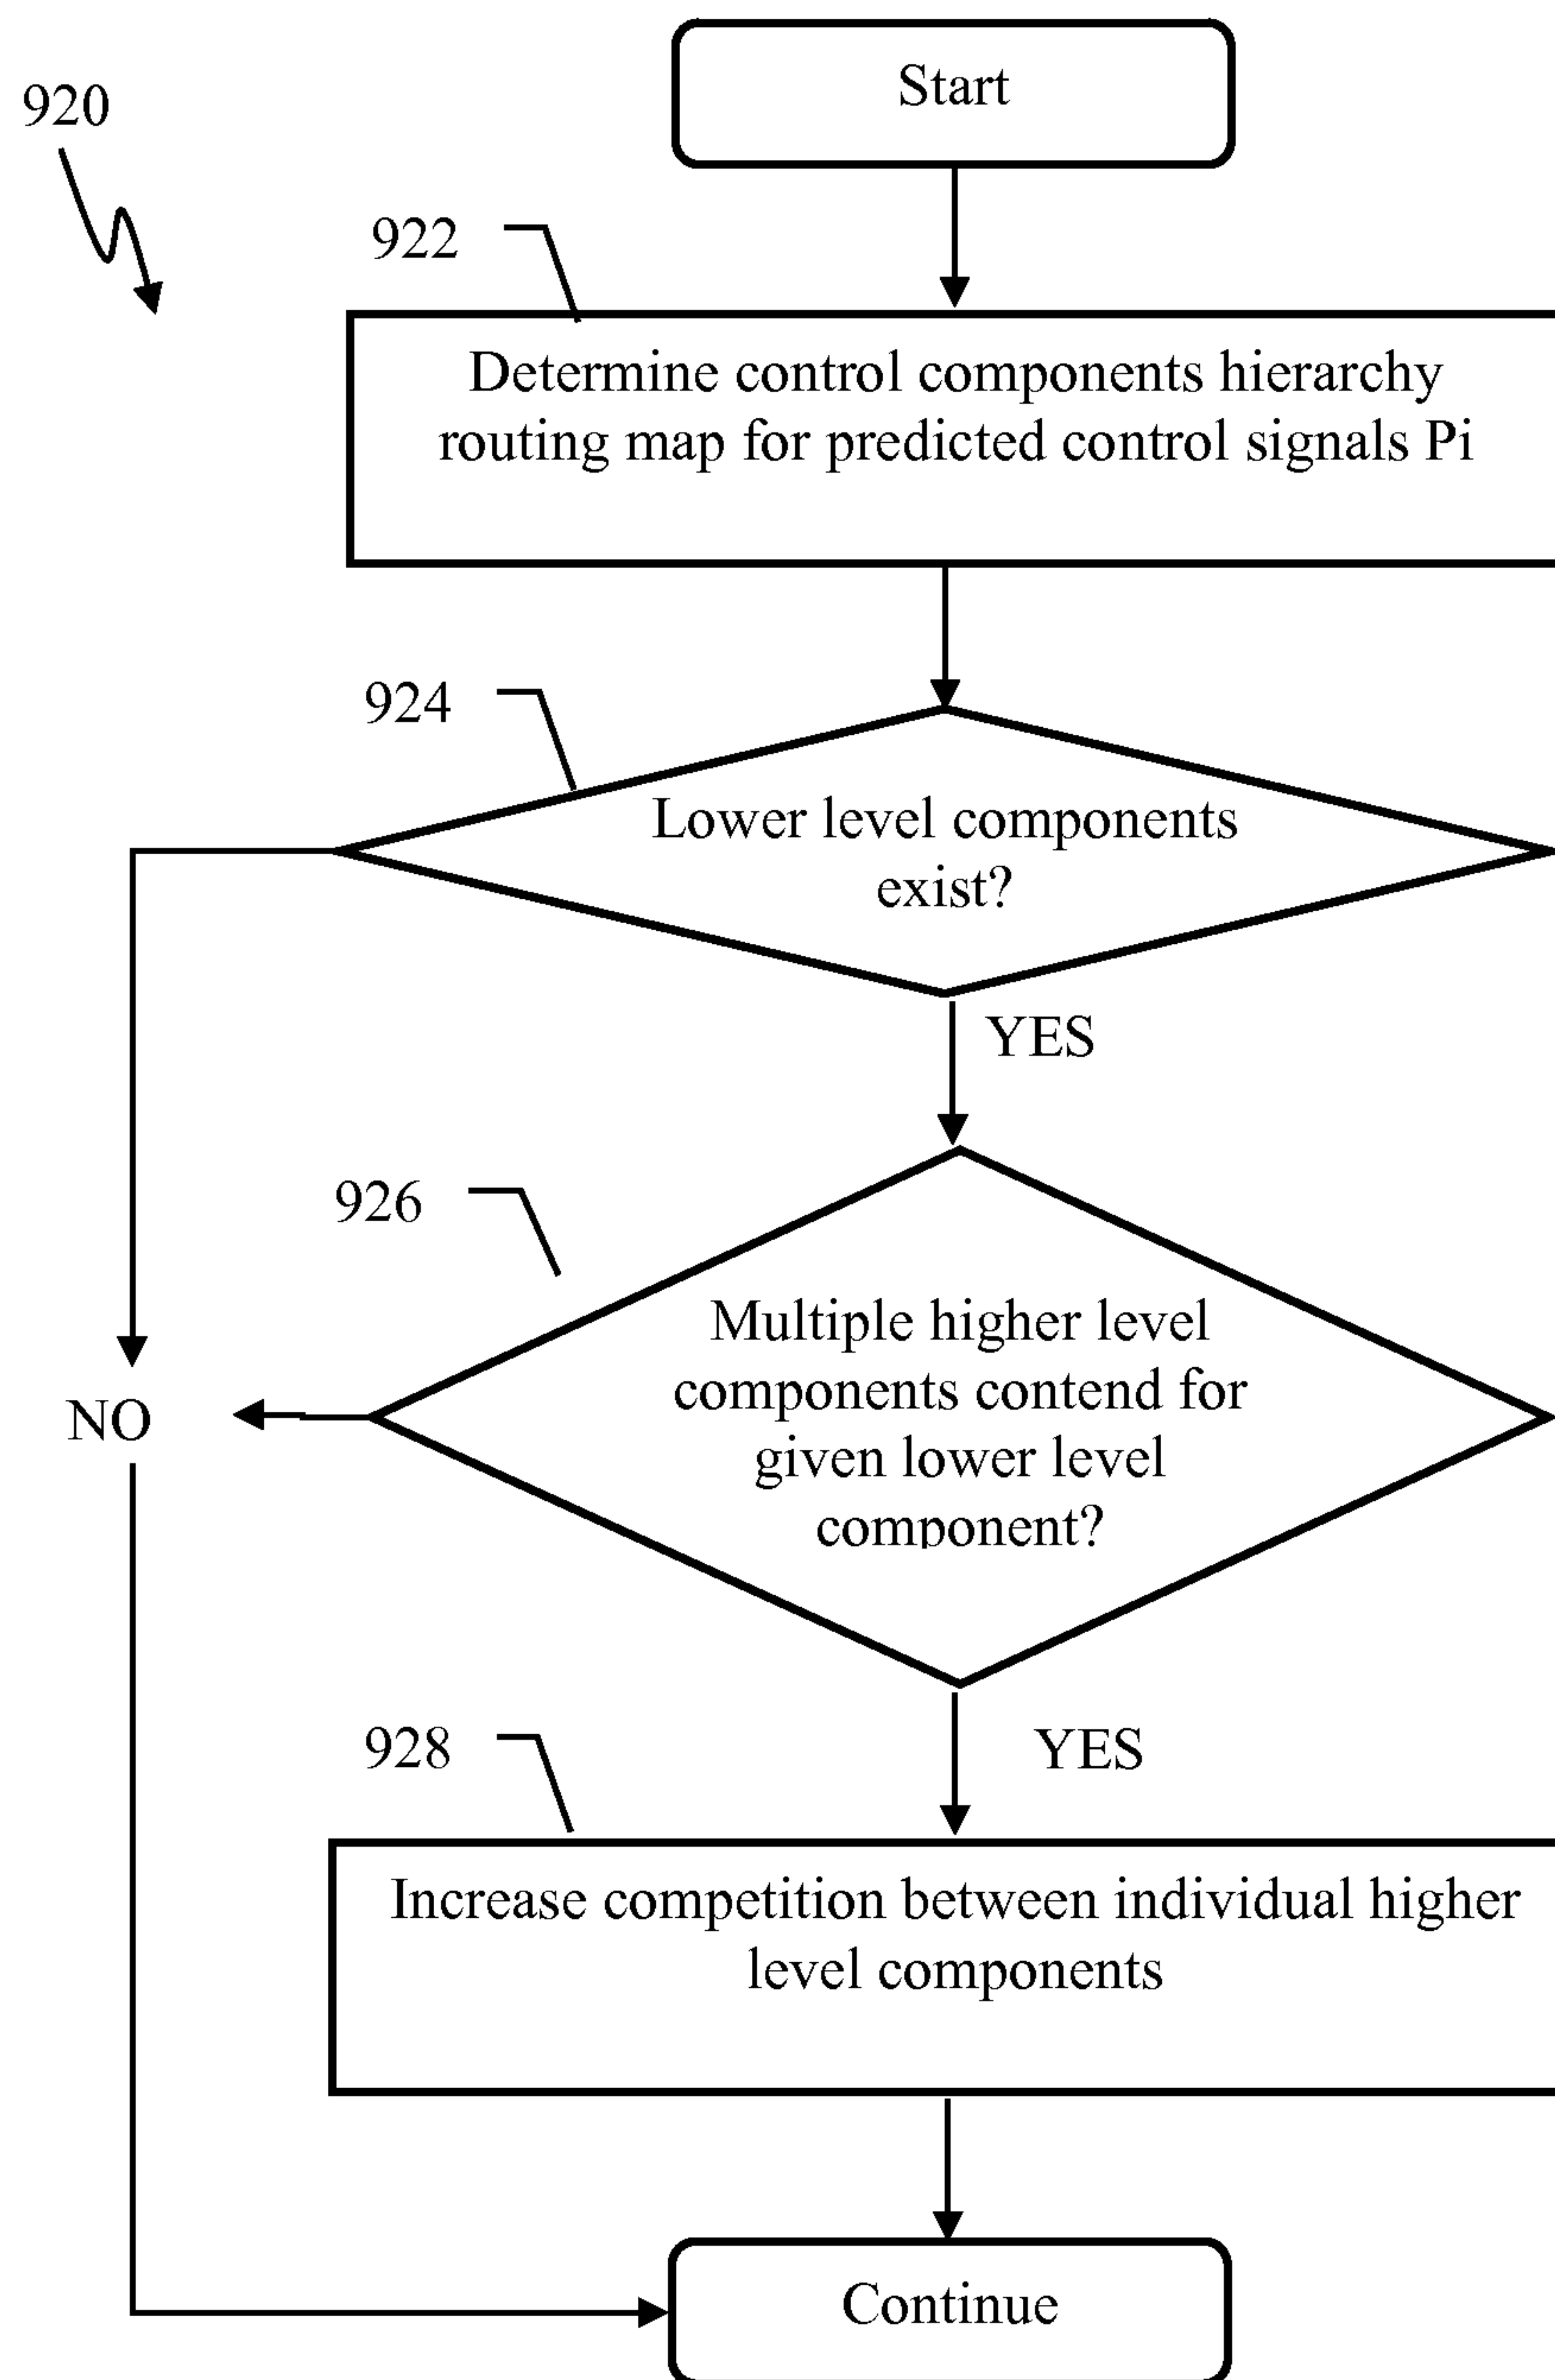 Start
920
922
Determine control components hierarchy
routing map for predicted control signals Pi
924
Lower level components
exist?
YES
926
Multiple higher level
components contend for
given lower level
component?
NO
928
YES
Increase competition between individual higher
level components
Continue